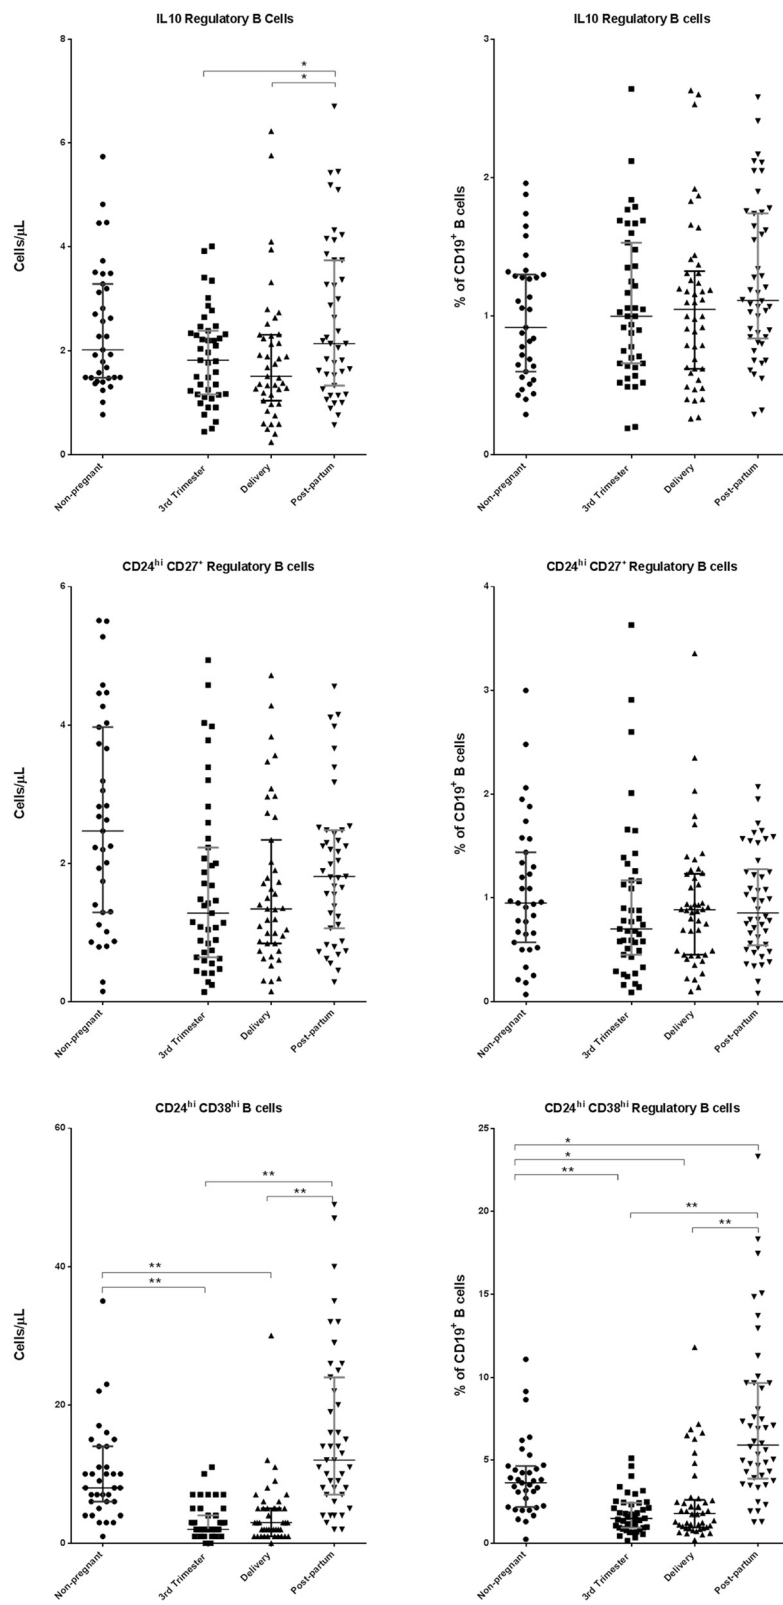 IL10 Regulatory B Cells
8
6
4
2
0
Cells/μL
*
*
Non-pregnant
3rd Trimester
Delivery
Post-partum
IL10 Regulatory B cells
3
2
1
0
% of CD19⁺ B cells
Non-pregnant
3rd Trimester
Delivery
Post-partum
CD24ʰⁱ CD27⁺ Regulatory B cells
6
4
2
0
Cells/μL
Non-pregnant
3rd Trimester
Delivery
Post-partum
CD24ʰⁱ CD27⁺ Regulatory B cells
4
3
2
1
0
% of CD19⁺ B cells
Non-pregnant
3rd Trimester
Delivery
Post-partum
CD24ʰⁱ CD38ʰⁱ B cells
60
40
20
0
Cells/μL
**
**
**
**
Non-pregnant
3rd Trimester
Delivery
Post-partum
CD24ʰⁱ CD38ʰⁱ Regulatory B cells
25
20
15
10
5
0
% of CD19⁺ B cells
*
*
**
**
**
Non-pregnant
3rd Trimester
Delivery
Post-partum